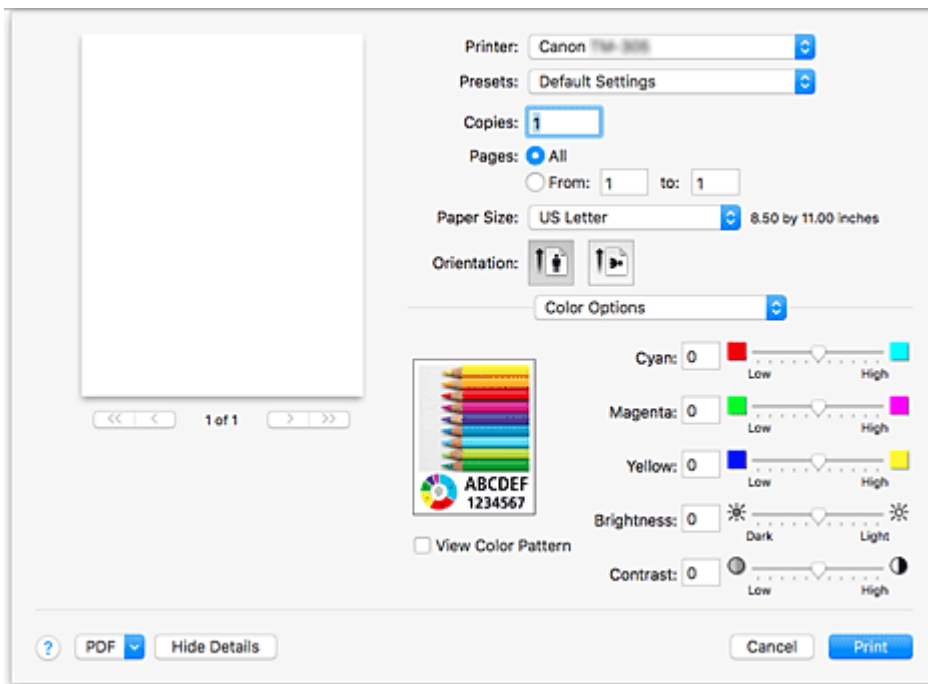 Printer: Canon
Presets: Default Settings
Copies: 1
Pages: All
From: 1 to: 1
Paper Size: US Letter 8.50 by 11.00 inches
Orientation:
Color Options
1 of 1
Cyan: 0
Low High
Magenta: 0
Low High
Yellow: 0
Low High
ABCDEF
1234567
Brightness: 0
Dark Light
View Color Pattern
Contrast: 0
Low High
? PDF Hide Details Cancel Print